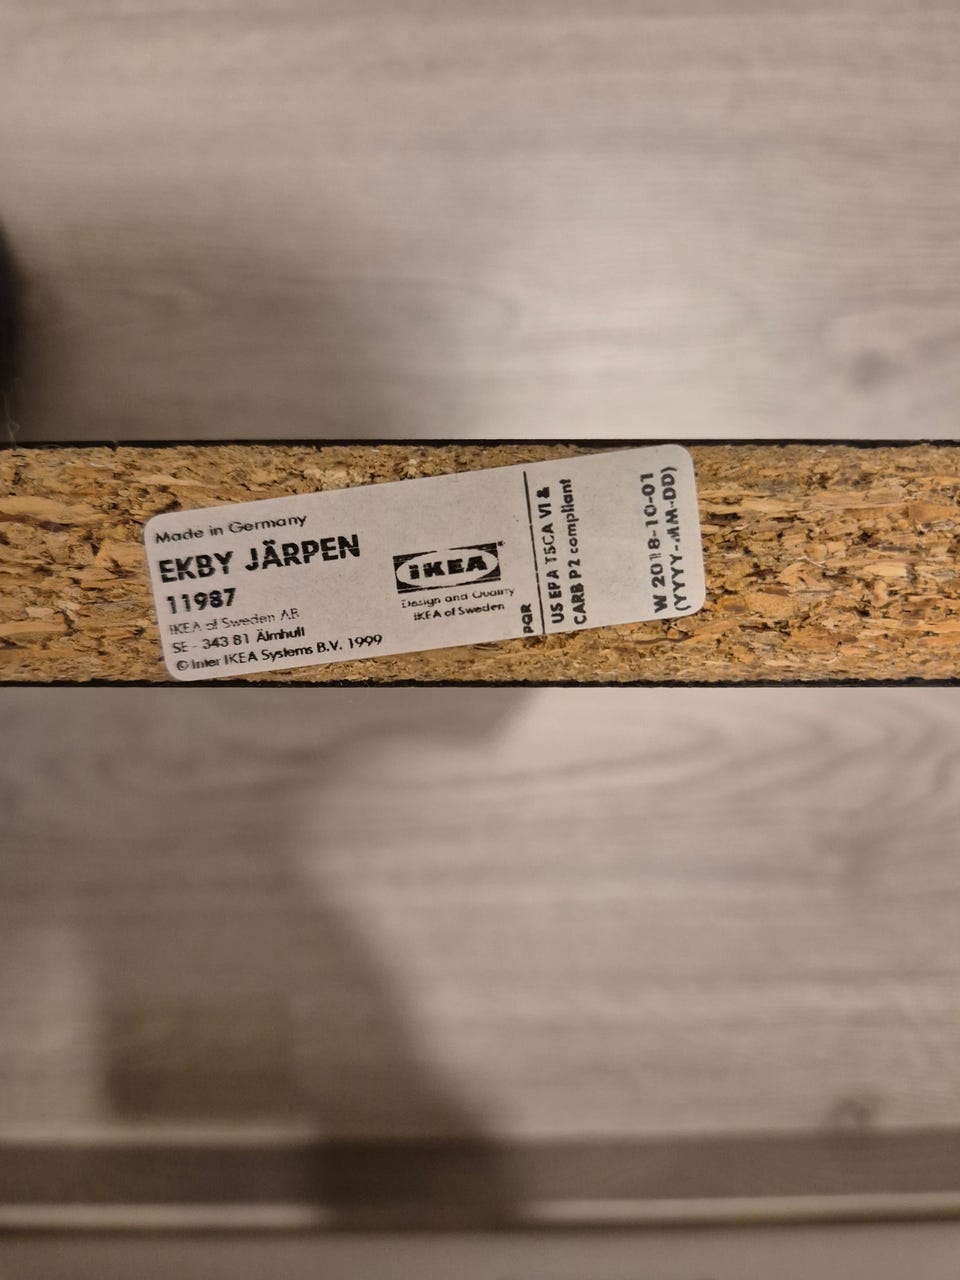 Made in Germany
EKBY JÄRPEN
11987
IKEA of Sweden AB
SE - 343 81 Älmhult
© Inter IKEA Systems B.V. 1999
IKEA
Design and Quality
IKEA of Sweden
PQR
US EPA TSCA VI &
CARB P2 compliant
W 2018-10-01
(YYYY-MM-DD)